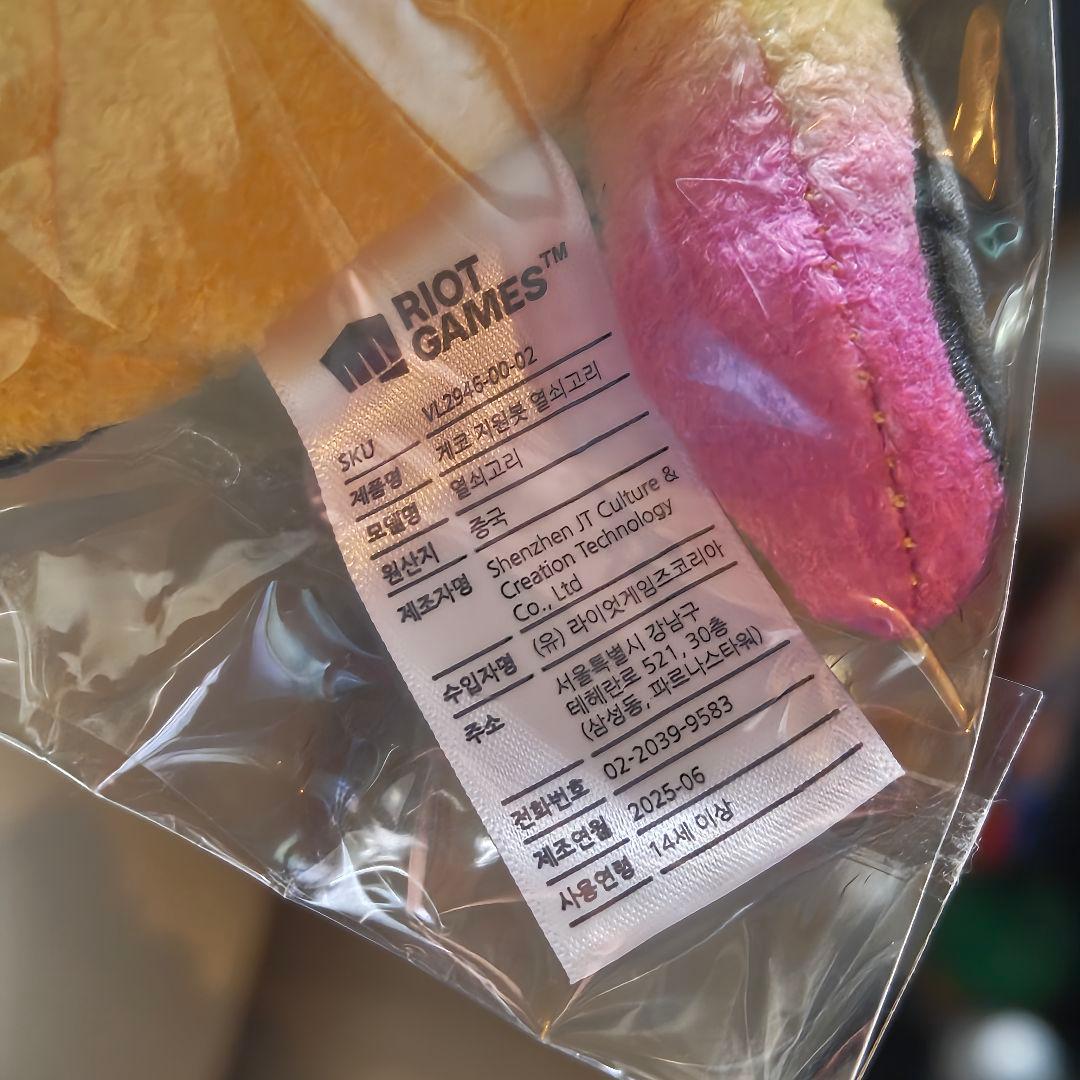 RIOT
GAMES™
SKU VL2946-00-02
제품명 게코 지원봇 열쇠고리
모델명 열쇠고리
원산지 중국
제조자명 Shenzhen JT Culture &
Creation Technology
Co., Ltd
수입자명 (유) 라이엇게임즈코리아
주소 서울특별시 강남구
테헤란로 521, 30층
(삼성동, 파르나스타워)
전화번호 02-2039-9583
제조연월 2025-06
사용연령 14세 이상